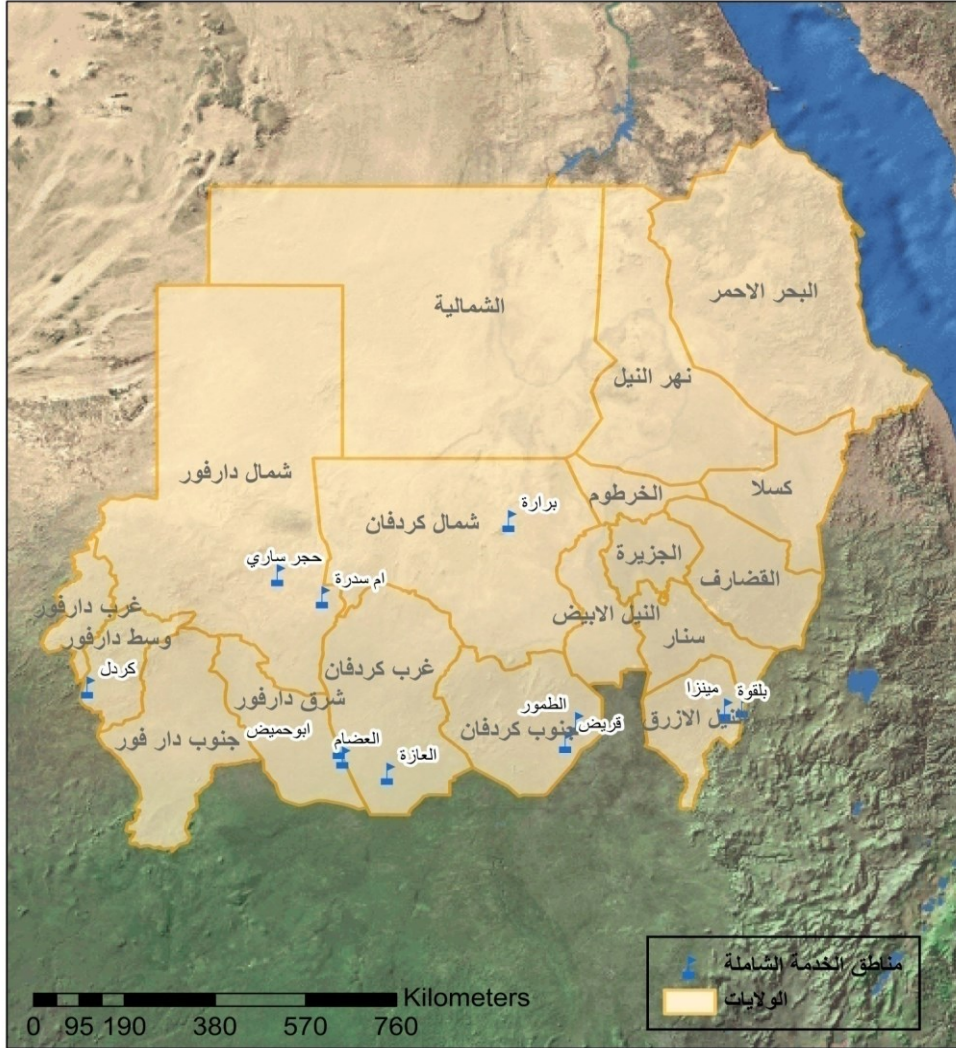 الشمالية
البحر الاحمر
نهر النيل
شمال دارفور
كسلا
الخرطوم
برارة
شمال كردفان
الجزيرة
حجر ساري
ام سدرة
القضارف
غرب دارفور
النيل الابيض
وسط دارفور
سنار
غرب كردفان
كردل
شرق دارفور
مينزا
بلقوة
الطمور
قريض
النيل الازرق
جنوب كردفان
ابوحميض
العضام
جنوب دار فور
العازة
مناطق الخدمة الشاملة
الولايات
Kilometers
0 95 190 380 570 760